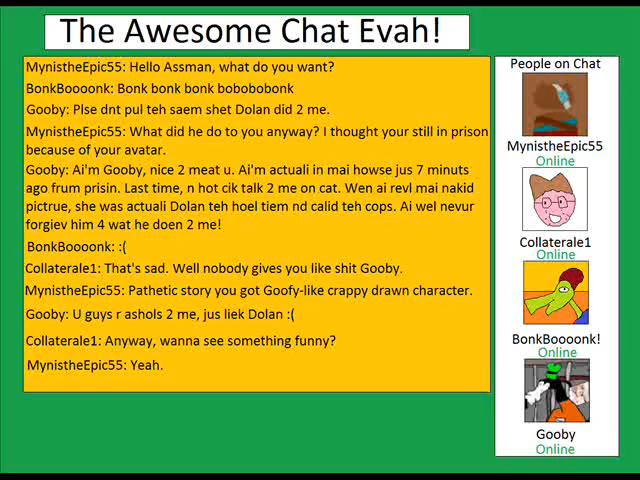 The Awesome Chat Evah!
MynistheEpic55: Hello Assman, what do you want?
BonkBoooonk: Bonk bonk bonk bobobobonk
Gooby: Plse dnt pul teh saem shet Dolan did 2 me.
MynistheEpic55: What did he do to you anyway? I thought your still in prison
because of your avatar.
Gooby: Ai'm Gooby, nice 2 meat u. Ai'm actuali in mai howse jus 7 minuts
ago frum prisin. Last time, n hot cik talk 2 me on cat. Wen ai revl mai nakid
pictrue, she was actuali Dolan teh hoel tiem nd calid teh cops. Ai wel nevur
forgiev him 4 wat he doen 2 me!
BonkBoooonk: :(
Collaterale1: That's sad. Well nobody gives you like shit Gooby.
MynistheEpic55: Pathetic story you got Goofy-like crappy drawn character.
Gooby: U guys r ashols 2 me, jus liek Dolan :(
Collaterale1: Anyway, wanna see something funny?
MynistheEpic55: Yeah.
People on Chat
MynistheEpic55
Online
Collaterale1
Online
BonkBoooonk!
Online
Gooby
Online